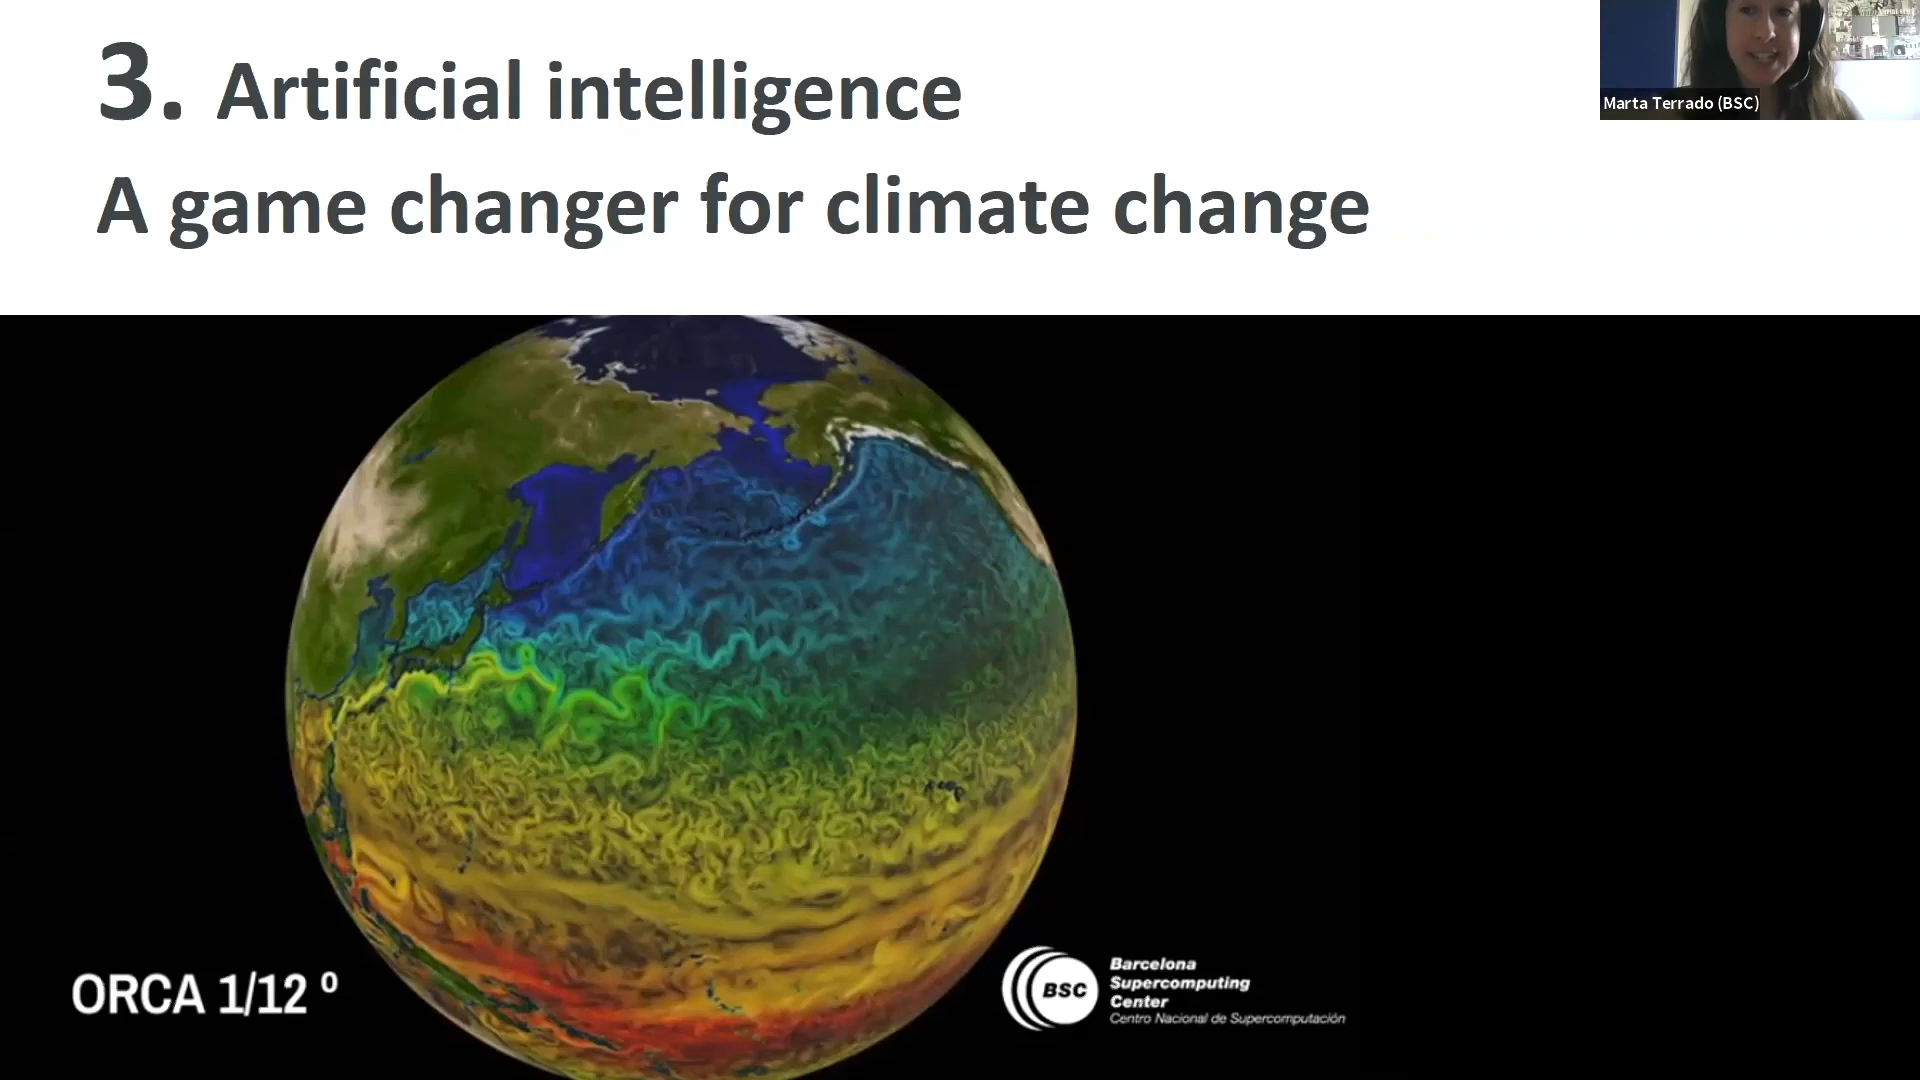 3. Artificial intelligence
A game changer for climate change
Marta Terrado (BSC)
ORCA 1/12 º
BSC
Barcelona
Supercomputing
Center
Centro Nacional de Supercomputación